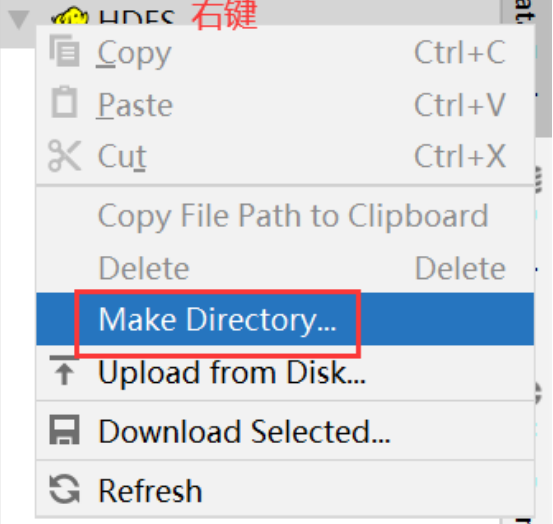 HDFS 右键
Copy Ctrl+C
Paste Ctrl+V
Cut Ctrl+X
Copy File Path to Clipboard
Delete Delete
Make Directory...
Upload from Disk...
Download Selected...
Refresh